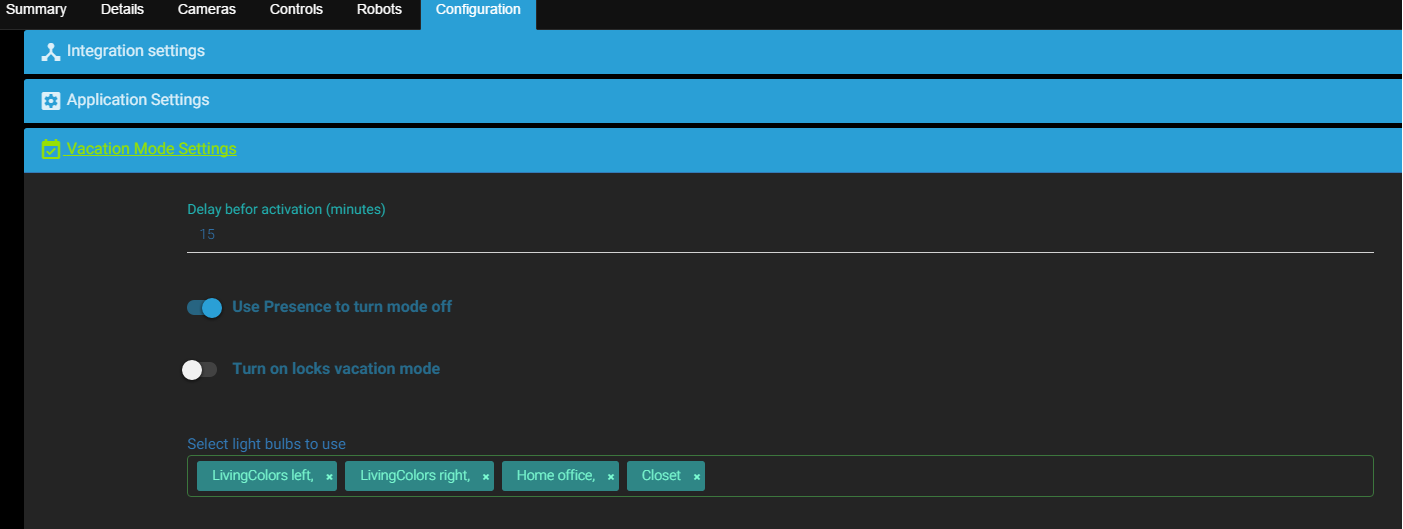 Summary Details Cameras Controls Robots Configuration
Integration settings
Application Settings
Vacation Mode Settings
Delay befor activation (minutes)
15
Use Presence to turn mode off
Turn on locks vacation mode
Select light bulbs to use
LivingColors left, × LivingColors right, × Home office, × Closet ×